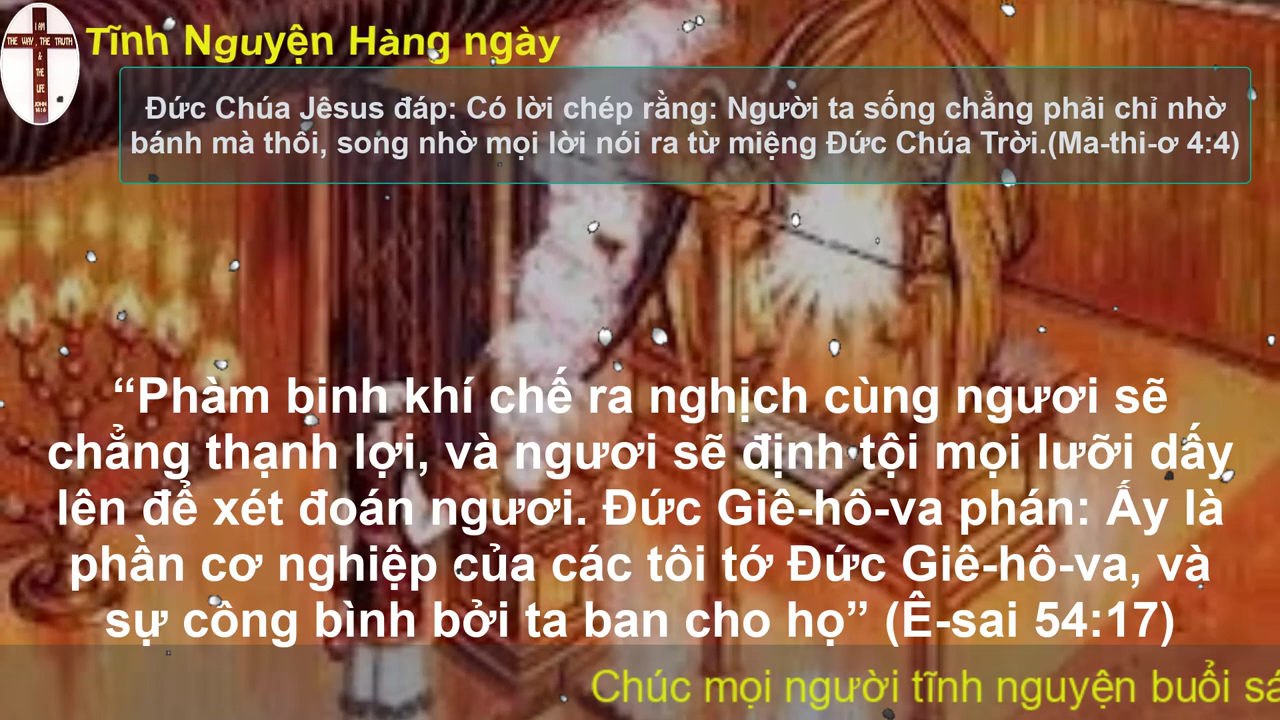 I AM
THE WAY, THE TRUTH
&
THE
LIFE
JOHN
Tĩnh Nguyện Hàng ngày
Đức Chúa Jêsus đáp: Có lời chép rằng: Người ta sống chẳng phải chỉ nhờ
bánh mà thôi, song nhờ mọi lời nói ra từ miệng Đức Chúa Trời.(Ma-thi-ơ 4:4)
“Phàm binh khí chế ra nghịch cùng ngươi sẽ
chẳng thạnh lợi, và ngươi sẽ định tội mọi lưỡi dấy
lên để xét đoán ngươi. Đức Giê-hô-va phán: Ấy là
phần cơ nghiệp của các tôi tớ Đức Giê-hô-va, và
sự công bình bởi ta ban cho họ” (Ê-sai 54:17)
Chúc mọi người tĩnh nguyện buổi sá